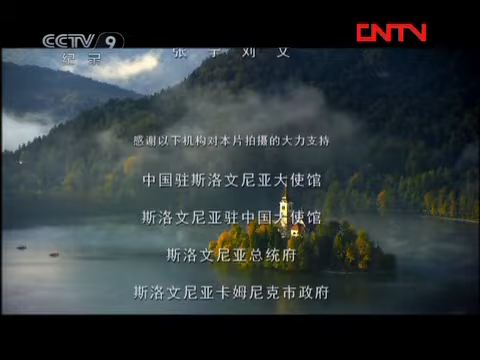 CCTV 9
纪录
CNTV
张宇刘文
感谢以下机构对本片拍摄的大力支持
中国驻斯洛文尼亚大使馆
斯洛文尼亚驻中国大使馆
斯洛文尼亚总统府
斯洛文尼亚卡姆尼克市政府